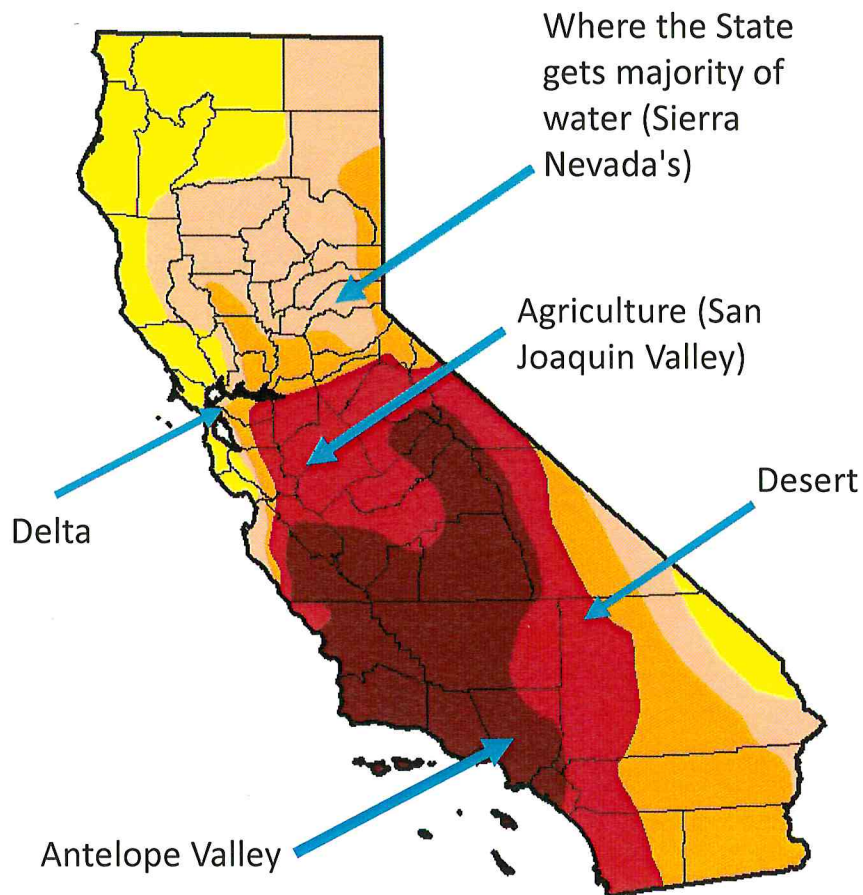 Where the State
gets majority of
water (Sierra
Nevada's)
Agriculture (San
Joaquin Valley)
Desert
Delta
Antelope Valley